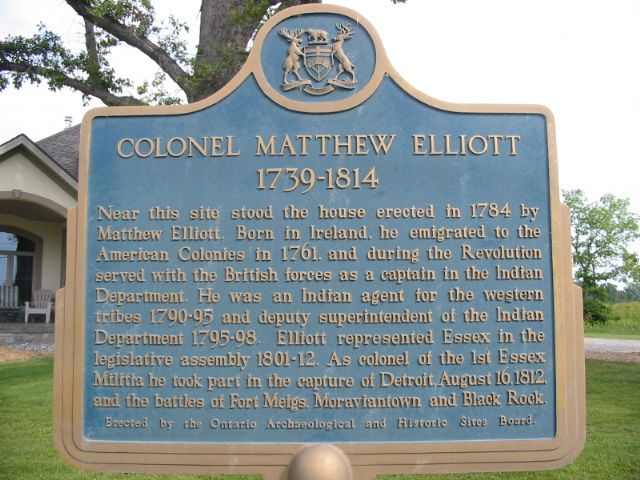 COLONEL MATTHEW ELLIOTT
1739-1814
Near this site stood the house erected in 1784 by
Matthew Elliott. Born in Ireland, he emigrated to the
American Colonies in 1761, and during the Revolution
served with the British forces as a captain in the Indian
Department. He was an Indian agent for the western
tribes 1790-95 and deputy superintendent of the Indian
Department 1795-98. Elliott represented Essex in the
legislative assembly 1801-12. As colonel of the 1st Essex
Militia he took part in the capture of Detroit, August 16, 1812,
and the battles of Fort Meigs, Moraviantown and Black Rock.
Erected by the Ontario Archaeological and Historic Sites Board.